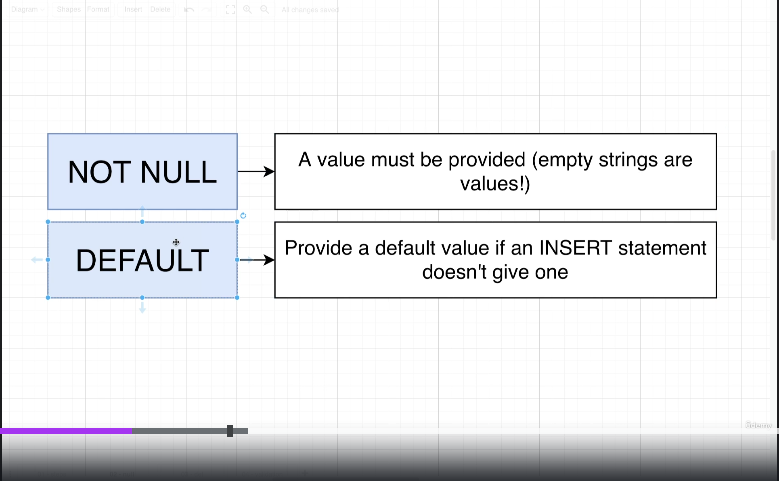 Diagram Shapes Format Insert Delete All changes saved
NOT NULL
A value must be provided (empty strings are
values!)
DEFAULT
Provide a default value if an INSERT statement
doesn't give one
Udemy